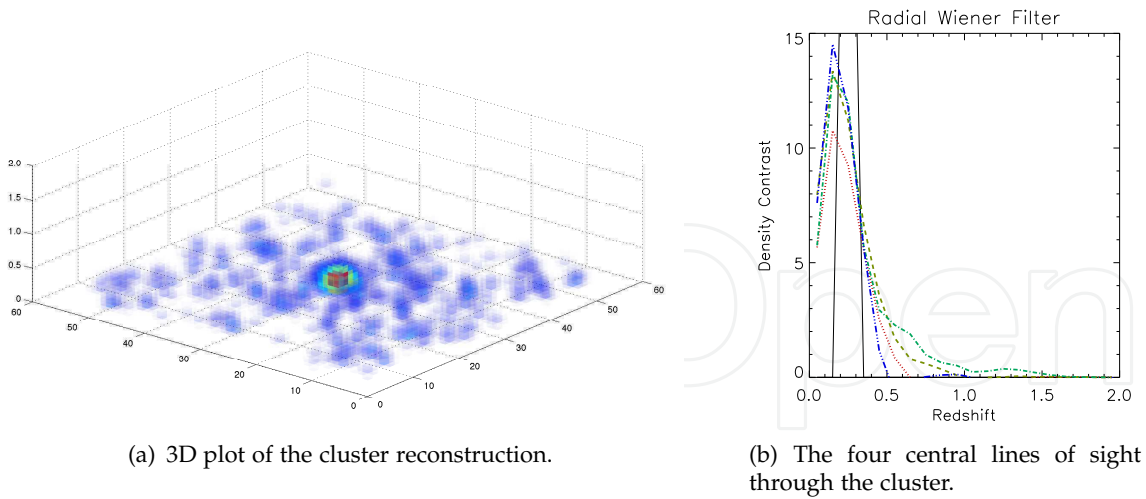 2.0
1.5
1.0
0.5
0
60
50
40
30
20
10
0
0
10
20
30
40
50
60
(a) 3D plot of the cluster reconstruction.
Radial Wiener Filter
15
10
5
0
Density Contrast
0.0 0.5 1.0 1.5 2.0
Redshift
Open
(b) The four central lines of sight
through the cluster.